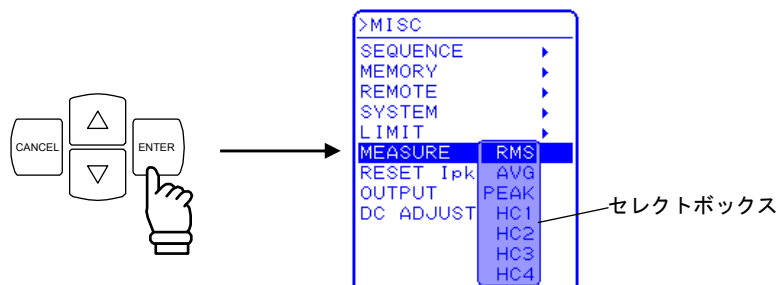 CANCEL
ENTER
>MISC
SEQUENCE
MEMORY
REMOTE
SYSTEM
LIMIT
MEASURE RMS
RESET Ipk AVG
OUTPUT PEAK
DC ADJUST HC1
HC2
HC3
HC4
セレクトボックス